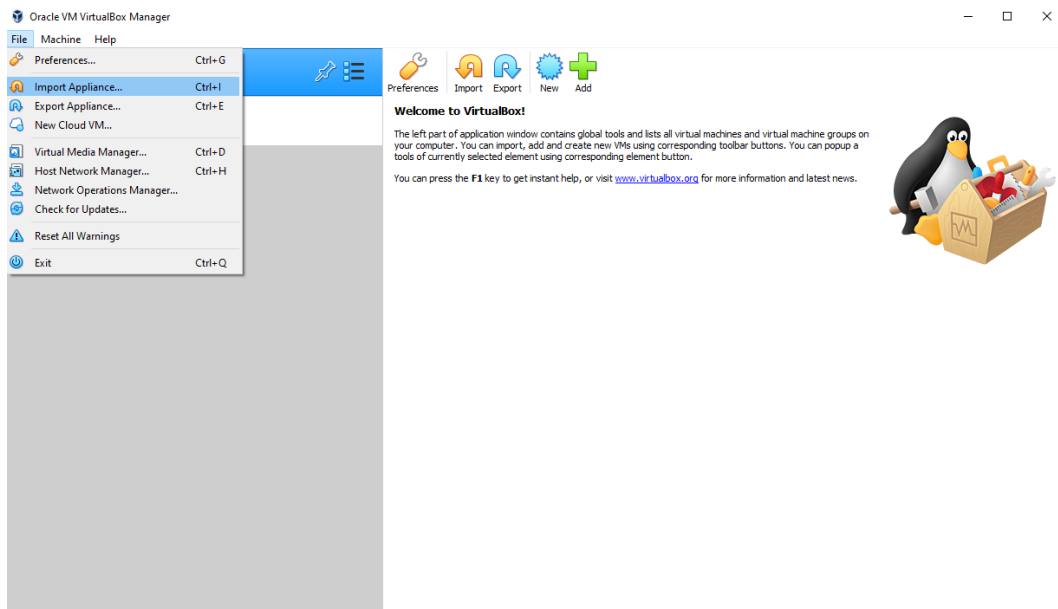 Oracle VM VirtualBox Manager
File Machine Help
Preferences... Ctrl+G
Import Appliance... Ctrl+I
Export Appliance... Ctrl+E
New Cloud VM...
Virtual Media Manager... Ctrl+D
Host Network Manager... Ctrl+H
Network Operations Manager...
Check for Updates...
Reset All Warnings
Exit Ctrl+Q
Preferences Import Export New Add
Welcome to VirtualBox!
The left part of application window contains global tools and lists all virtual machines and virtual machine groups on
your computer. You can import, add and create new VMs using corresponding toolbar buttons. You can popup a
tools of currently selected element using corresponding element button.
You can press the F1 key to get instant help, or visit www.virtualbox.org for more information and latest news.